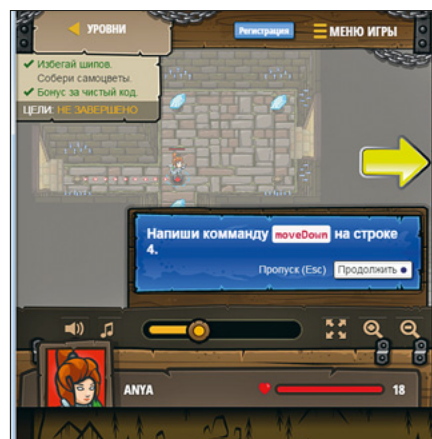 УРОВНИ
Регистрация
МЕНЮ ИГРЫ
Избегай шипов.
Собери самоцветы.
Бонус за чистый код.
ЦЕЛИ: НЕ ЗАВЕРШЕНО
Напиши комманду moveDown на строке
4.
Пропуск (Esc) Продолжить
ANYA
18